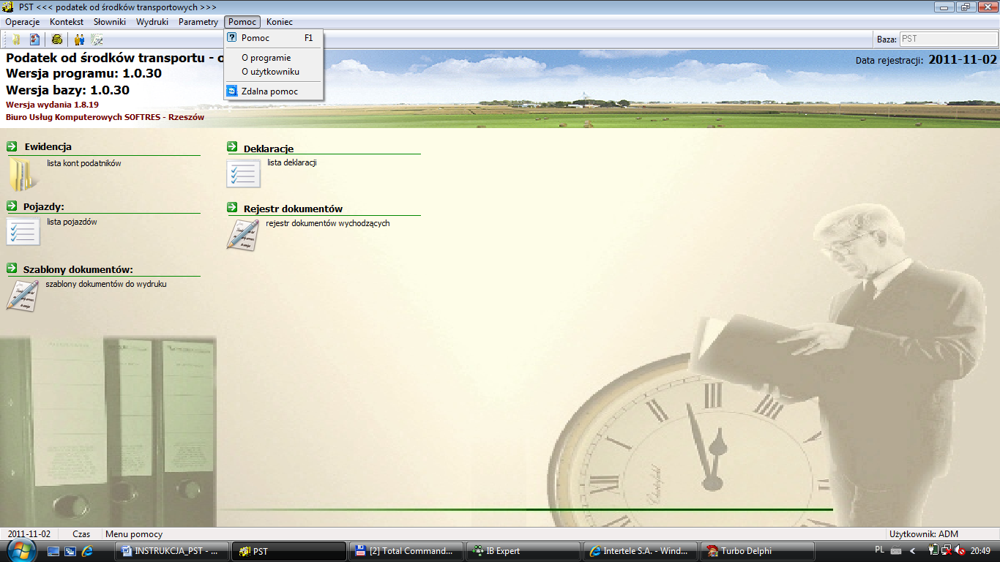 PST <<< podatek od środków transportowych >>>
Operacje Kontekst Słowniki Wydruki Parametry Pomoc Koniec
Baza: PST
Pomoc F1
O programie
O użytkowniku
Zdalna pomoc
Podatek od środków transportu - o
Wersja programu: 1.0.30
Wersja bazy: 1.0.30
Wersja wydania 1.8.19
Biuro Usług Komputerowych SOFTRES - Rzeszów
Data rejestracji: 2011-11-02
Ewidencja
lista kont podatników
Deklaracje
lista deklaracji
Pojazdy:
lista pojazdów
Rejestr dokumentów
rejestr dokumentów wychodzących
Szablony dokumentów:
szablony dokumentów do wydruku
2011-11-02 Czas Menu pomocy Użytkownik: ADM
INSTRUKCJA_PST - ... PST [2] Total Command... IB Expert Intertele S.A. - Wind... Turbo Delphi PL 20:49